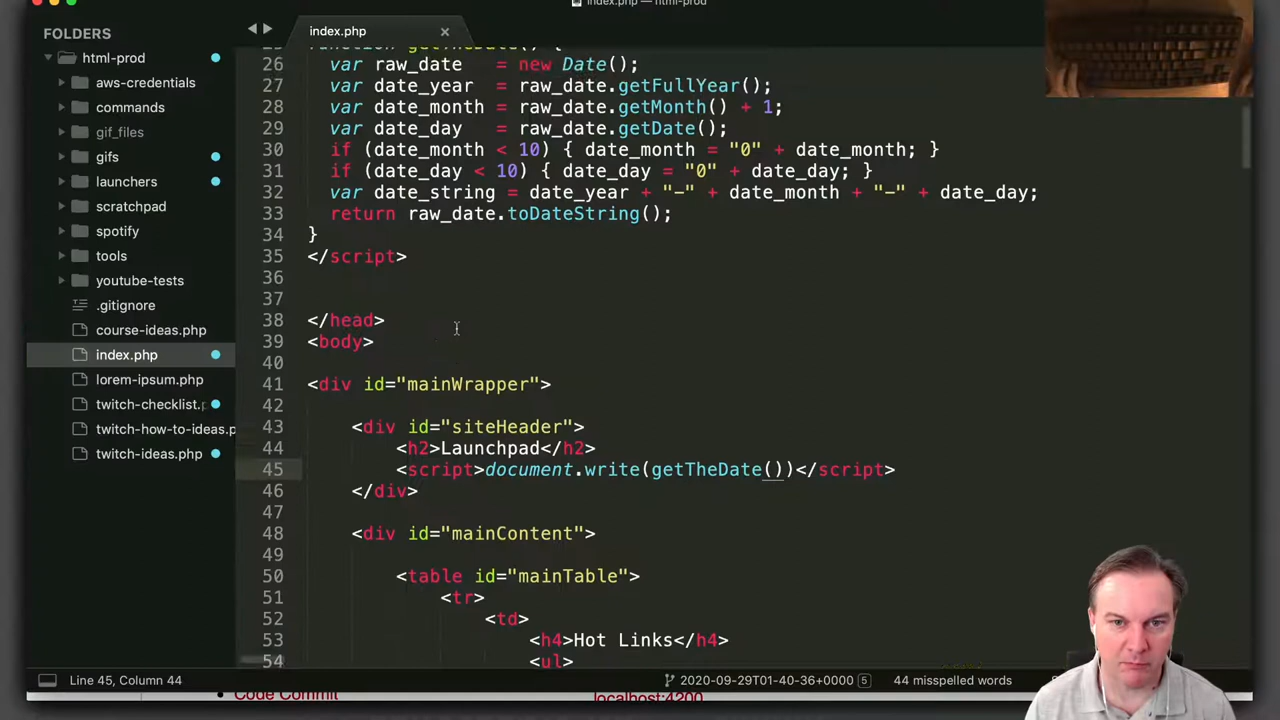 index.php — html-prod
FOLDERS
html-prod
aws-credentials
commands
gif_files
gifs
launchers
scratchpad
spotify
tools
youtube-tests
.gitignore
course-ideas.php
index.php
lorem-ipsum.php
twitch-checklist.
twitch-how-to-ideas.p
twitch-ideas.php
index.php
function getTheDate() {
26 var raw_date = new Date();
27 var date_year = raw_date.getFullYear();
28 var date_month = raw_date.getMonth() + 1;
29 var date_day = raw_date.getDate();
30 if (date_month < 10) { date_month = "0" + date_month; }
31 if (date_day < 10) { date_day = "0" + date_day; }
32 var date_string = date_year + "-" + date_month + "-" + date_day;
33 return raw_date.toDateString();
34 }
35 </script>
36
37
38 </head>
39 <body>
40
41 <div id="mainWrapper">
42
43 <div id="siteHeader">
44 <h2>Launchpad</h2>
45 <script>document.write(getTheDate())</script>
46 </div>
47
48 <div id="mainContent">
49
50 <table id="mainTable">
51 <tr>
52 <td>
53 <h4>Hot Links</h4>
54 <ul>
Line 45, Column 44
2020-09-29T01-40-36+0000 5
44 misspelled words
Code Commit
localhost:4200